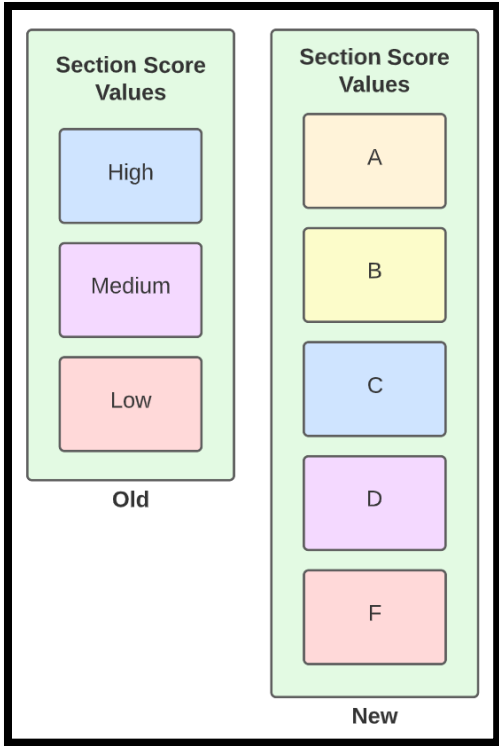 Section Score
Values
High
Medium
Low
Old
Section Score
Values
A
B
C
D
F
New